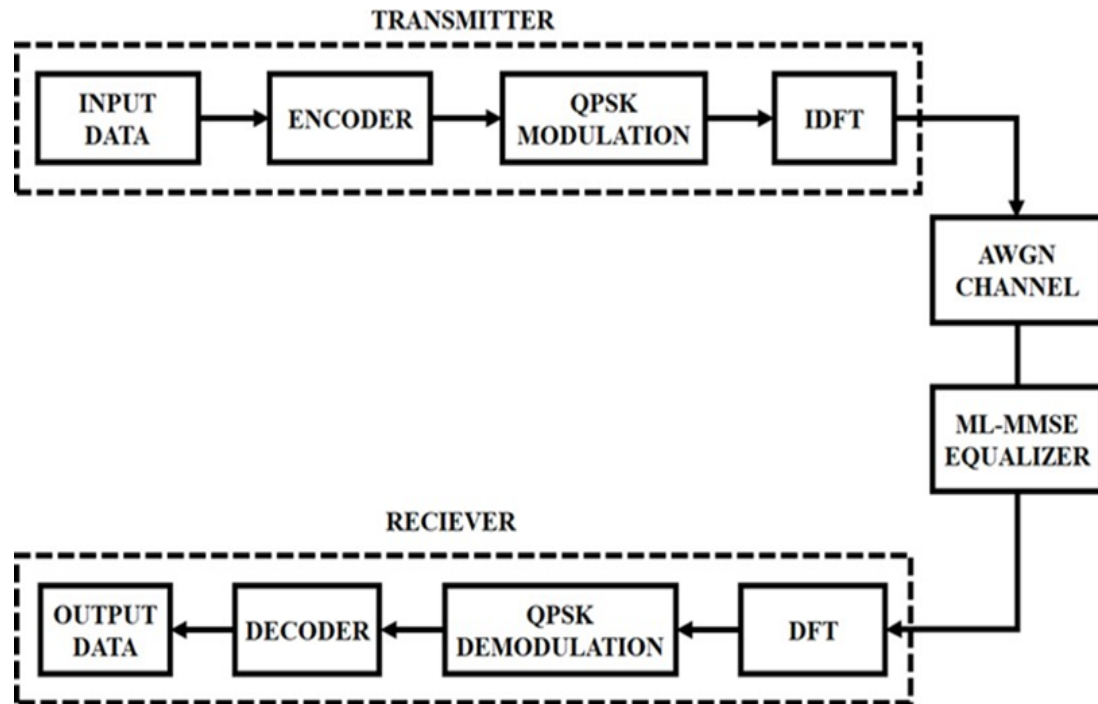 TRANSMITTER
INPUT
DATA
ENCODER
QPSK
MODULATION
IDFT
AWGN
CHANNEL
ML-MMSE
EQUALIZER
RECIEVER
OUTPUT
DATA
DECODER
QPSK
DEMODULATION
DFT